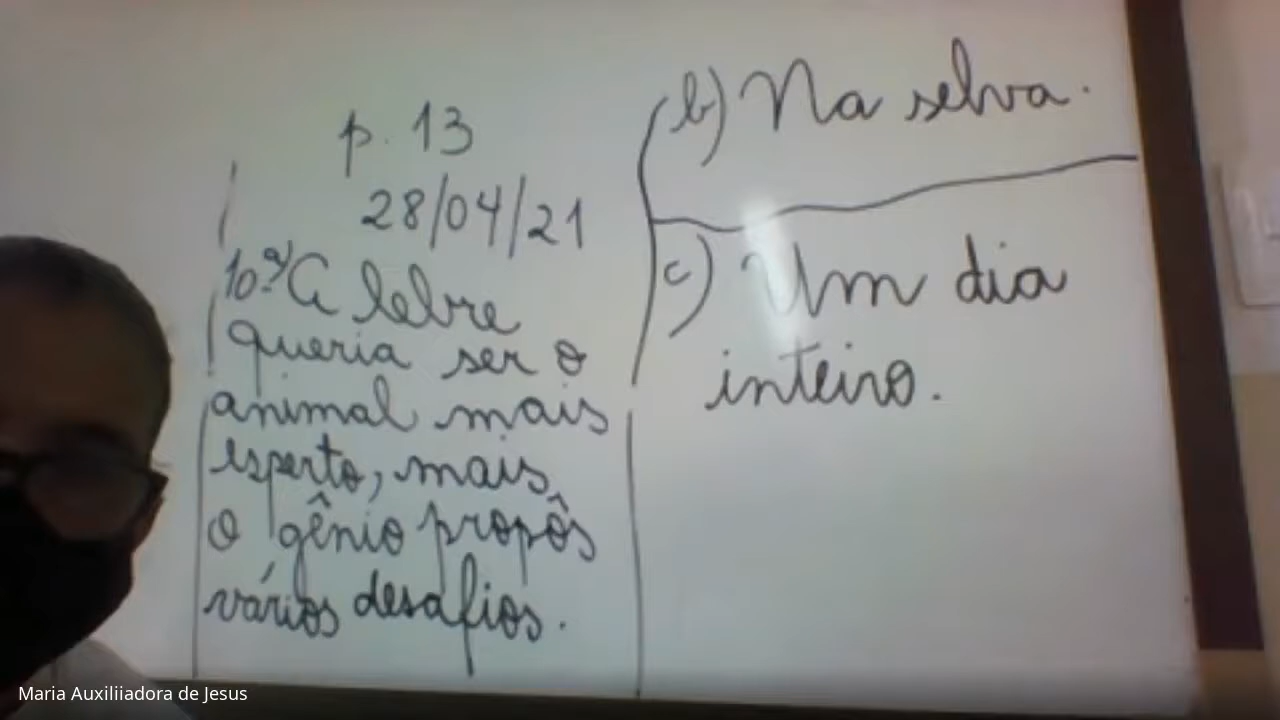 p. 13
28/04/21
10ª) A lebre
queria ser o
animal mais
esperto, mais
o gênio propôs
vários desafios.
b) Na selva.
c) Um dia
inteiro.
Maria Auxiliiadora de Jesus